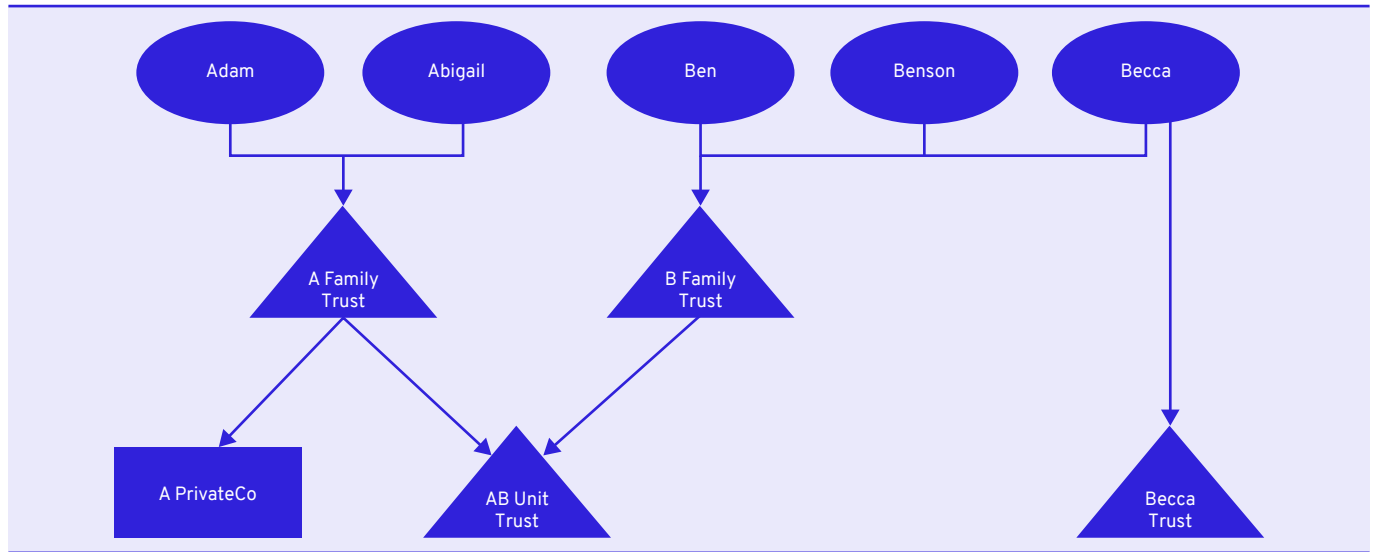 Adam
Abigail
Ben
Benson
Becca
A Family
Trust
B Family
Trust
A PrivateCo
AB Unit
Trust
Becca
Trust